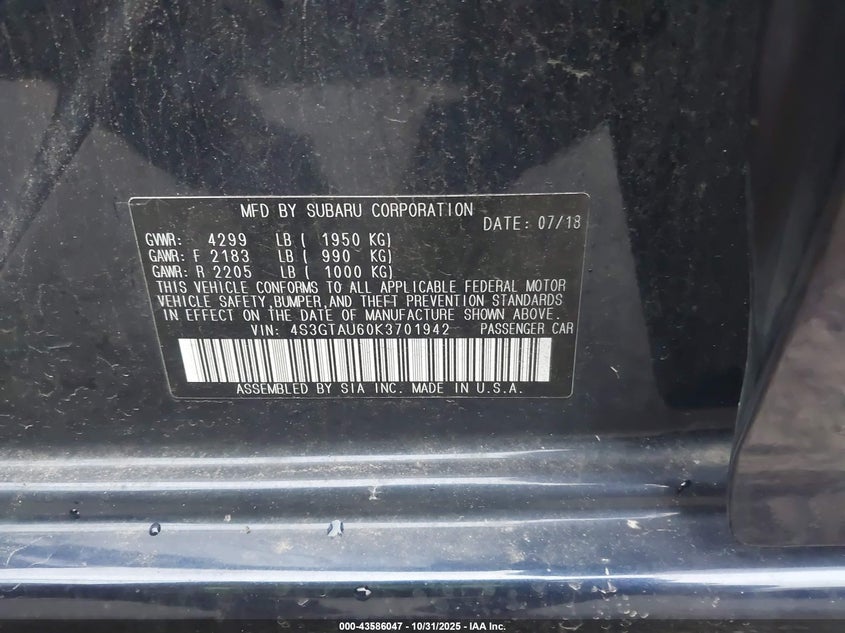 MFD BY SUBARU CORPORATION
DATE: 07/18
GVWR: 4299 LB ( 1950 KG)
GAWR: F 2183 LB ( 990 KG)
GAWR: R 2205 LB ( 1000 KG)
THIS VEHICLE CONFORMS TO ALL APPLICABLE FEDERAL MOTOR
VEHICLE SAFETY,BUMPER,AND THEFT PREVENTION STANDARDS
IN EFFECT ON THE DATE OF MANUFACTURE SHOWN ABOVE.
VIN: 4S3GTAU60K3701942 PASSENGER CAR
ASSEMBLED BY SIA INC. MADE IN U.S.A.
000-43586047 - 10/31/2025 - IAA Inc.